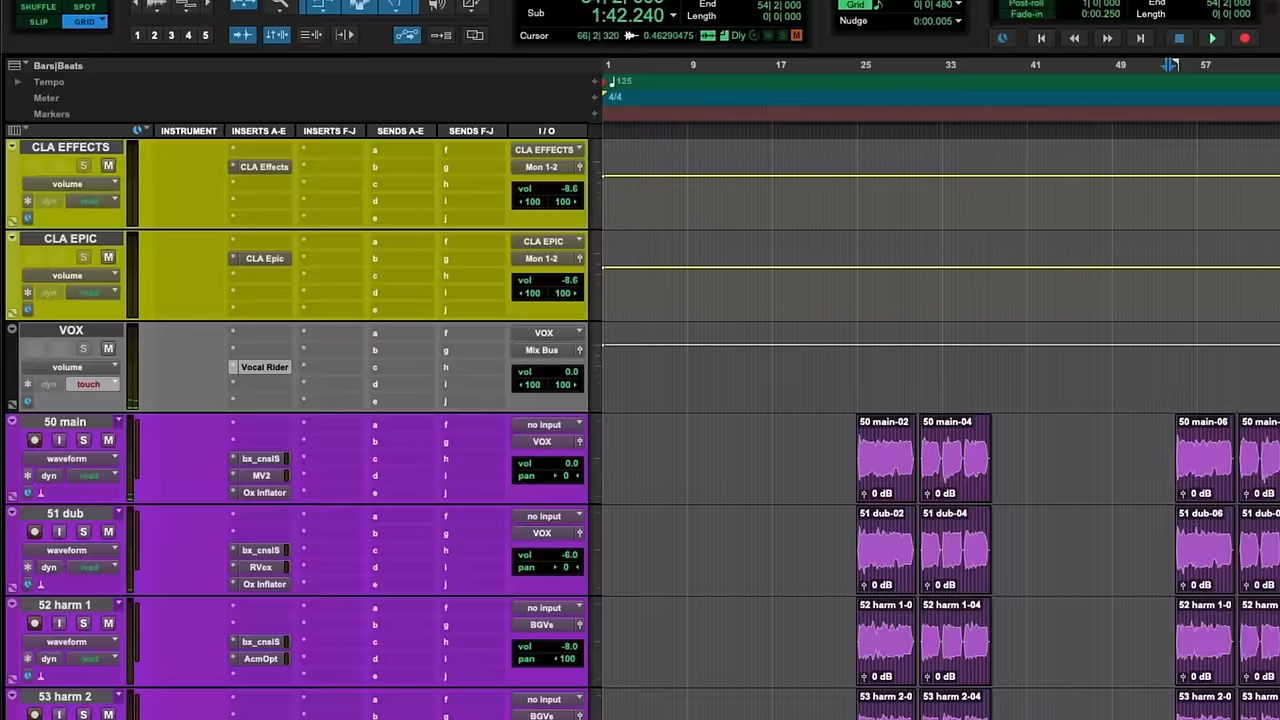 SHUFFLE SPOT
SLIP GRID
1 2 3 4 5
Sub 1:42.240
End 54| 2| 000
Length 0| 0| 000
Cursor 66| 2| 320 0.46290475 Dly M
Grid 0| 0| 480
Nudge 0|0:00.005
Post-roll 1| 0| 000
Fade-in 0:00.250
End 54| 2| 000
Length 0| 0| 000
Bars|Beats 1 9 17 25 33 41 49 57
Tempo 125
Meter 4/4
Markers
INSTRUMENT INSERTS A-E INSERTS F-J SENDS A-E SENDS F-J I / O
CLA EFFECTS a f CLA EFFECTS
S M CLA Effects b g Mon 1-2
volume c h vol -8.6
dyn read d i 100 100
e j
CLA EPIC a f CLA EPIC
S M CLA Epic b g Mon 1-2
volume c h vol -8.6
dyn read d i 100 100
e j
VOX a f VOX
S M b g Mix Bus
volume Vocal Rider c h vol 0.0
dyn touch d i 100 100
e j
50 main a f no input 50 main-02 50 main-04 50 main-06 50 main-
I S M b g VOX
waveform bx_cnslS c h vol 0.0
dyn read MV2 d i pan 0
Ox Inflator e j 0 dB 0 dB 0 dB 0 dB
51 dub a f no input 51 dub-02 51 dub-04 51 dub-06 51 dub-
I S M b g VOX
waveform bx_cnslS c h vol -6.0
dyn read RVox d i pan 0
Ox Inflator e j 0 dB 0 dB 0 dB 0 dB
52 harm 1 a f no input 52 harm 1-0 52 harm 1-04 52 harm 1- 52 harm
I S M b g BGVs
waveform bx_cnslS c h vol -8.0
dyn read AcmOpt d i pan 100
e j 0 dB 0 dB 0 dB 0 dB
53 harm 2 a f no input 53 harm 2-0 53 harm 2-04 53 harm 2- 53 harm
I S M b g BGVs